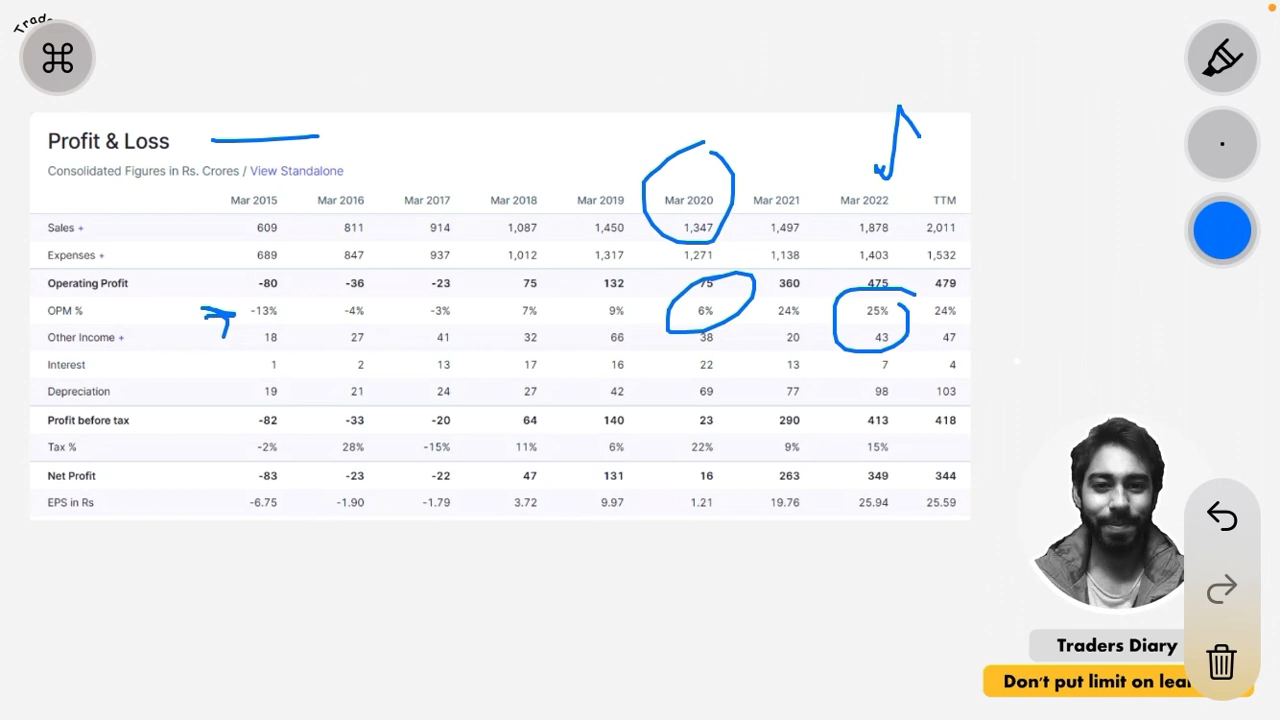 Trad
Profit & Loss
Consolidated Figures in Rs. Crores / View Standalone
Mar 2015 Mar 2016 Mar 2017 Mar 2018 Mar 2019 Mar 2020 Mar 2021 Mar 2022 TTM
Sales + 609 811 914 1,087 1,450 1,347 1,497 1,878 2,011
Expenses + 689 847 937 1,012 1,317 1,271 1,138 1,403 1,532
Operating Profit -80 -36 -23 75 132 75 360 475 479
OPM % -13% -4% -3% 7% 9% 6% 24% 25% 24%
Other Income + 18 27 41 32 66 38 20 43 47
Interest 1 2 13 17 16 22 13 7 4
Depreciation 19 21 24 27 42 69 77 98 103
Profit before tax -82 -33 -20 64 140 23 290 413 418
Tax % -2% 28% -15% 11% 6% 22% 9% 15%
Net Profit -83 -23 -22 47 131 16 263 349 344
EPS in Rs -6.75 -1.90 -1.79 3.72 9.97 1.21 19.76 25.94 25.59
Traders Diary
Don't put limit on lea